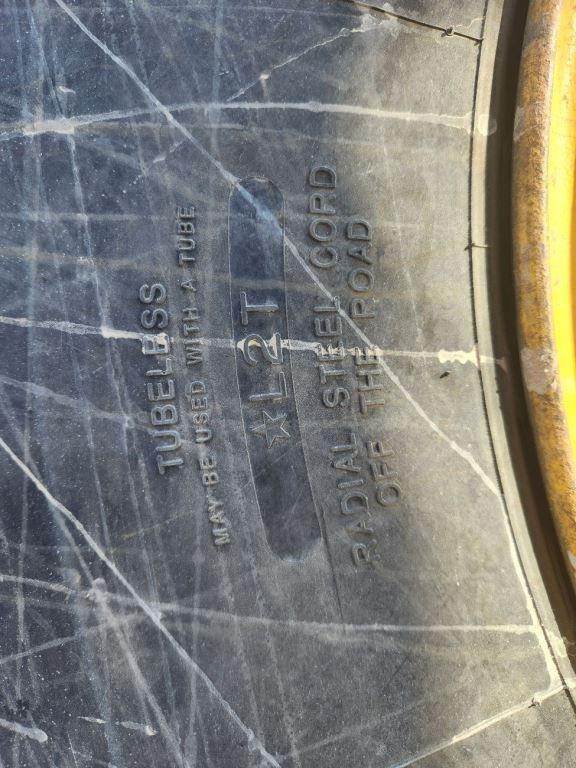 TUBELESS
MAY BE USED WITH A TUBE
☆L2T
RADIAL STEEL CORD
OFF THE ROAD